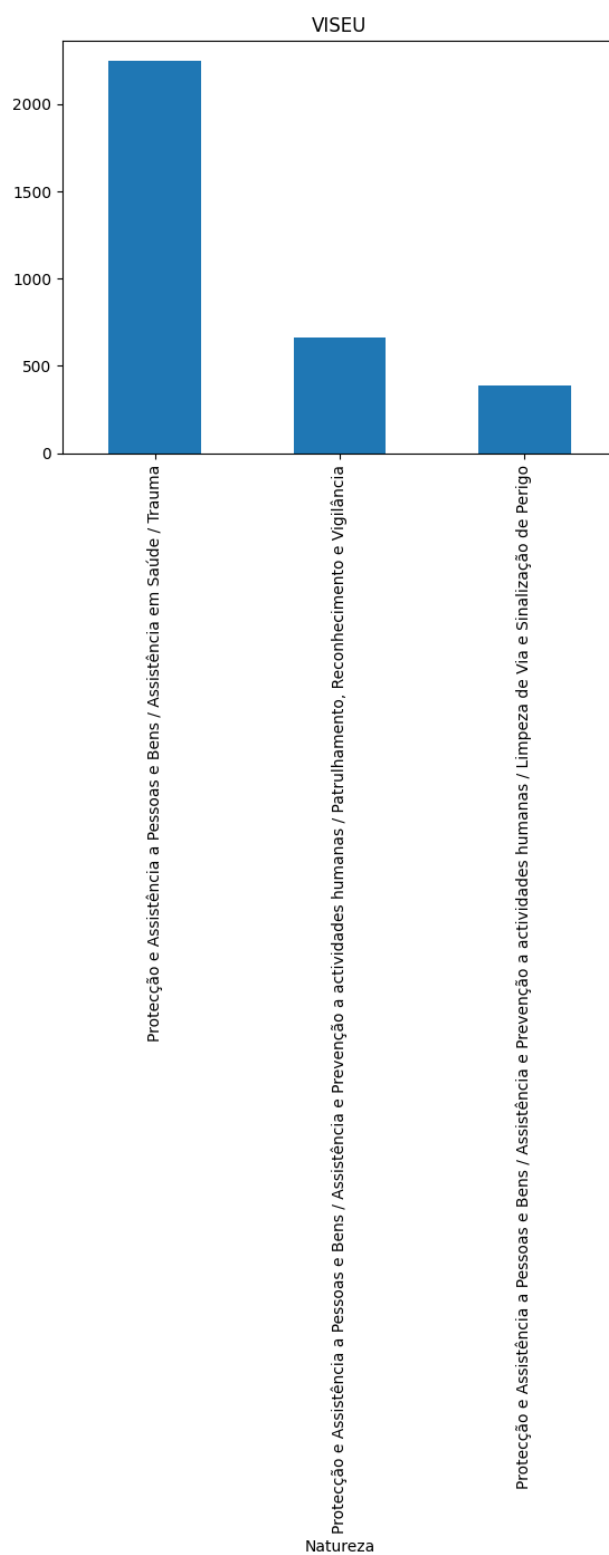 VISEU
2000
1500
1000
500
0
Protecção e Assistência a Pessoas e Bens / Assistência em Saúde / Trauma
Protecção e Assistência a Pessoas e Bens / Assistência e Prevenção a actividades humanas / Patrulhamento, Reconhecimento e Vigilância
Protecção e Assistência a Pessoas e Bens / Assistência e Prevenção a actividades humanas / Limpeza de Via e Sinalização de Perigo
Natureza